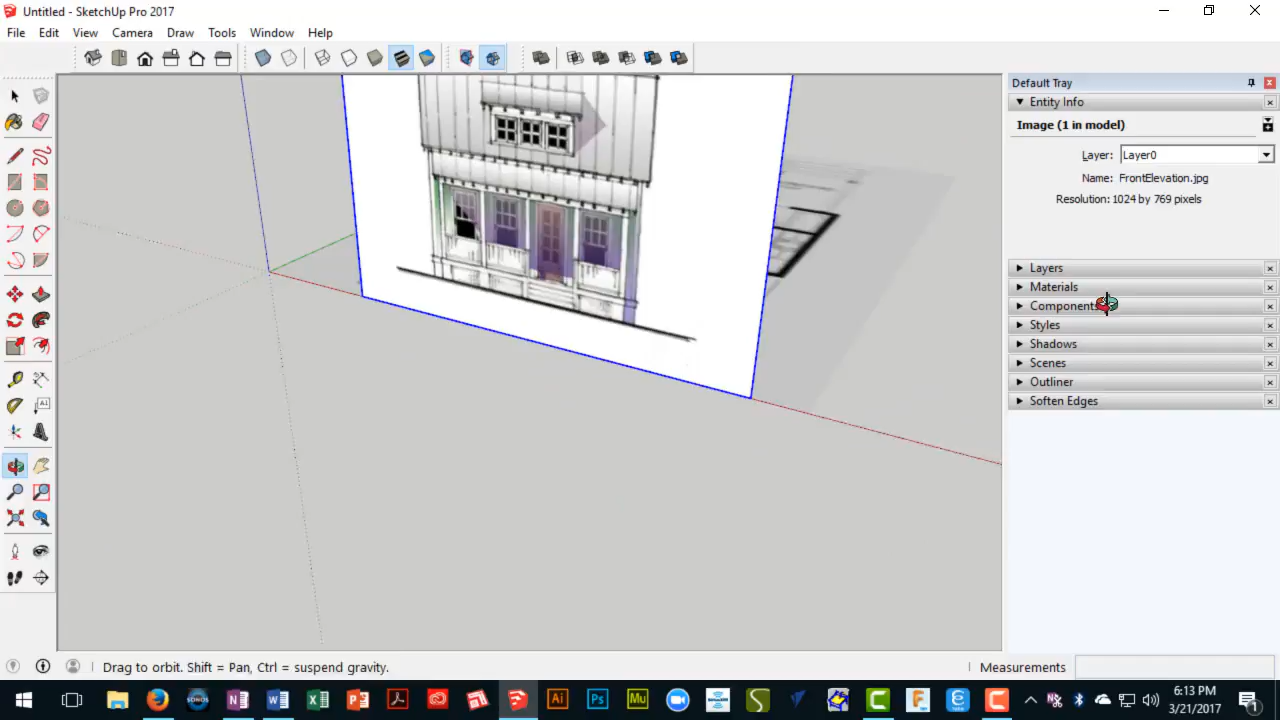 Untitled - SketchUp Pro 2017
File Edit View Camera Draw Tools Window Help
Default Tray
Entity Info
Image (1 in model)
Layer: Layer0
Name: FrontElevation.jpg
Resolution: 1024 by 769 pixels
Layers
Materials
Components
Styles
Shadows
Scenes
Outliner
Soften Edges
Drag to orbit. Shift = Pan, Ctrl = suspend gravity.
Measurements
6:13 PM
3/21/2017